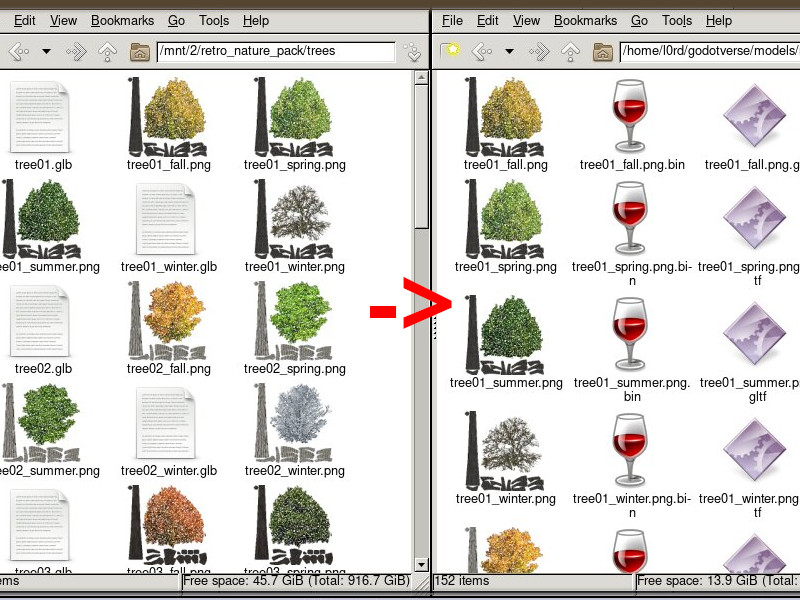 Edit View Bookmarks Go Tools Help
/mnt/2/retro_nature_pack/trees
tree01.glb tree01_fall.png tree01_spring.png
ee01_summer.png tree01_winter.glb tree01_winter.png
tree02.glb tree02_fall.png tree02_spring.png
ee02_summer.png tree02_winter.glb tree02_winter.png
tree03.glb tree03_fall.png tree03_spring.png
ems Free space: 45.7 GiB (Total: 916.7 GiB)
->
File Edit View Bookmarks Go Tools Help
/home/l0rd/godotverse/models/
tree01_fall.png tree01_fall.png.bin tree01_fall.png.g
tree01_spring.png tree01_spring.png.bi- tree01_spring.png
n tf
tree01_summer.png tree01_summer.png. tree01_summer.p
bin gltf
tree01_winter.png tree01_winter.png.bi- tree01_winter.png
n tf
152 items Free space: 13.9 GiB (Total: